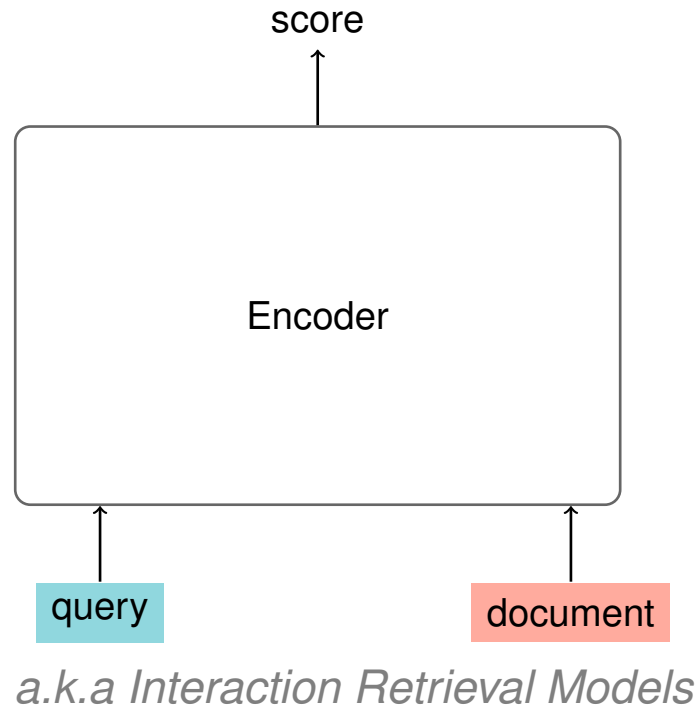 score
Encoder
query
document
a.k.a Interaction Retrieval Models